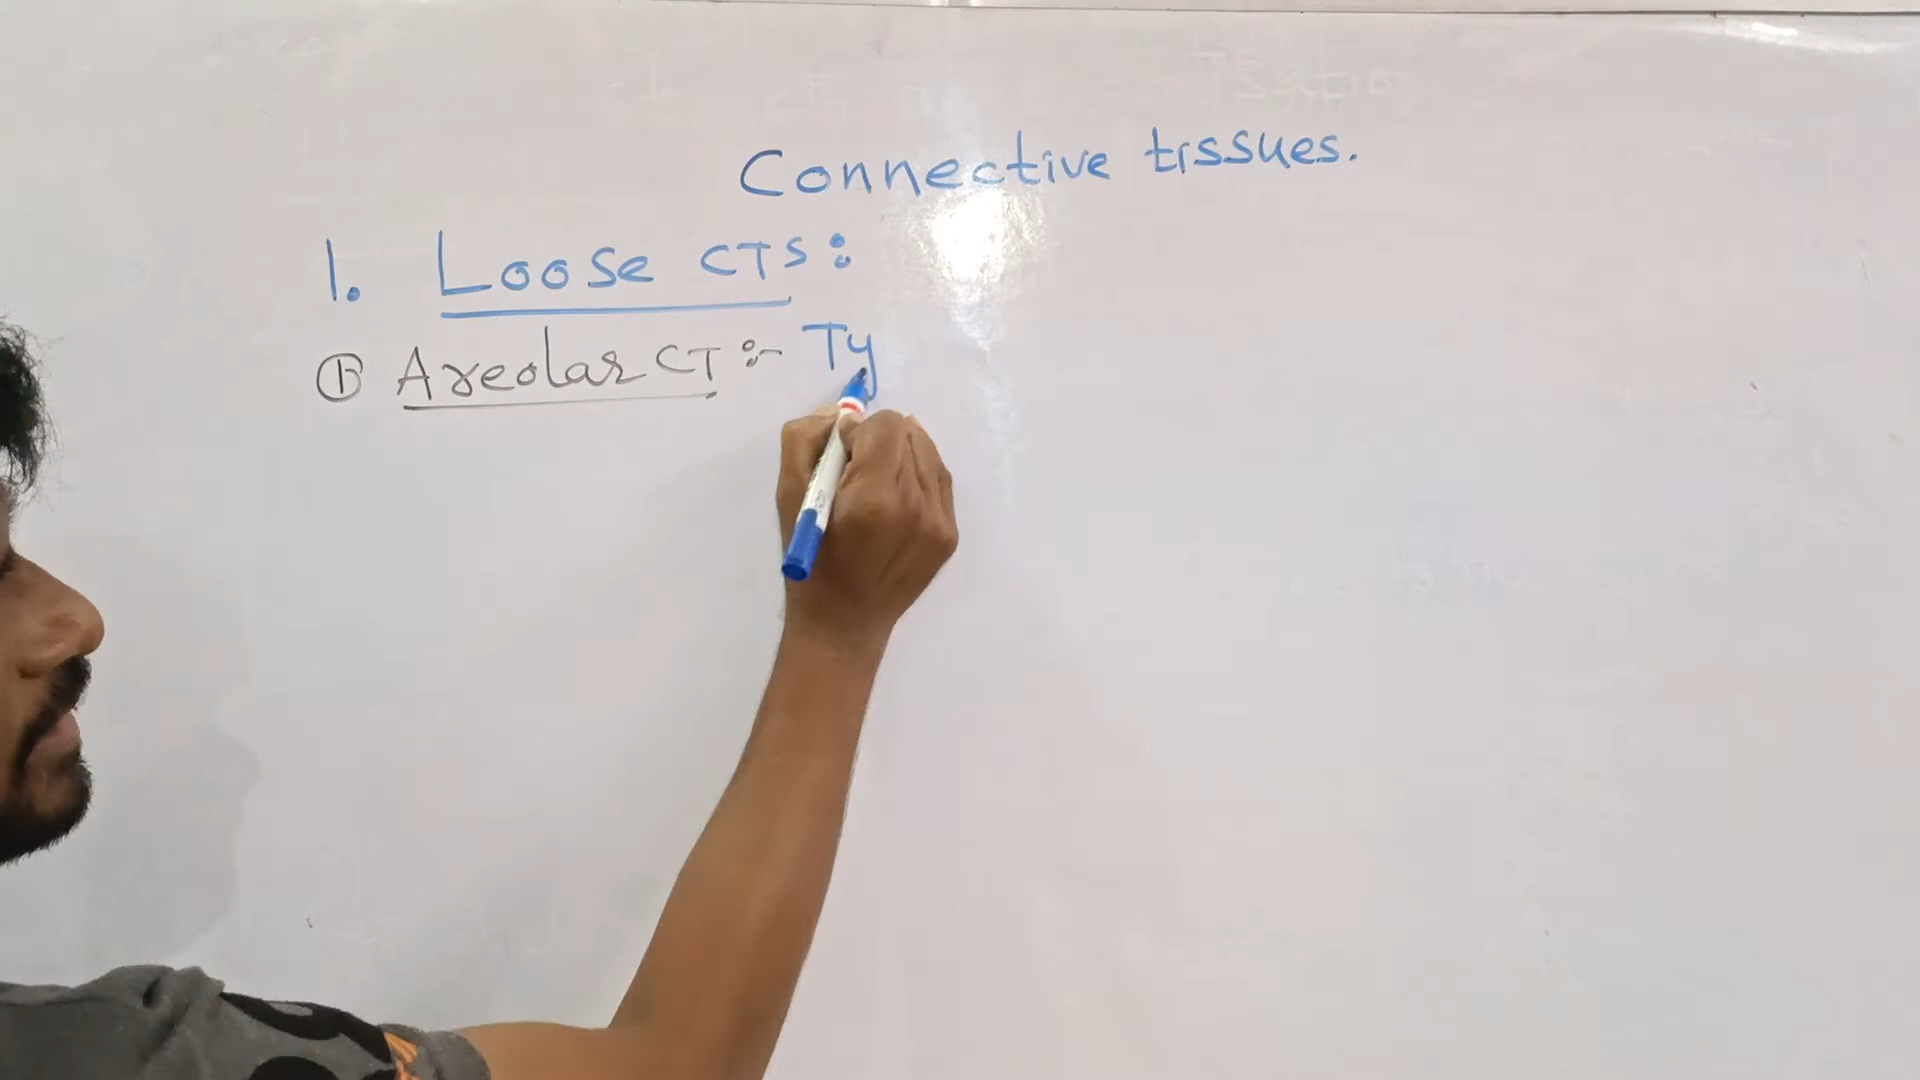 Connective tissues.
1. Loose CTs:
① Areolar CT :- Ty